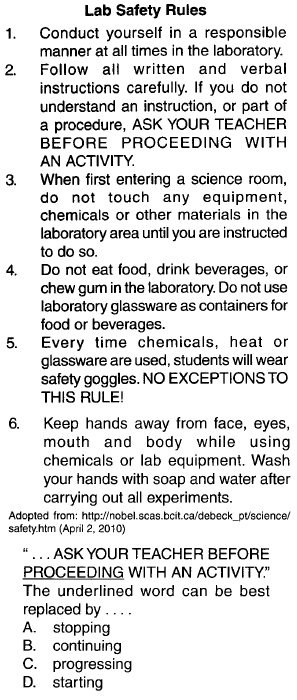 Lab Safety Rules
1. Conduct yourself in a responsible
manner at all times in the laboratory.
2. Follow all written and verbal
instructions carefully. If you do not
understand an instruction, or part of
a procedure, ASK YOUR TEACHER
BEFORE PROCEEDING WITH
AN ACTIVITY.
3. When first entering a science room,
do not touch any equipment,
chemicals or other materials in the
laboratory area until you are instructed
to do so.
4. Do not eat food, drink beverages, or
chew gum in the laboratory. Do not use
laboratory glassware as containers for
food or beverages.
5. Every time chemicals, heat or
glassware are used, students will wear
safety goggles. NO EXCEPTIONS TO
THIS RULE!
6. Keep hands away from face, eyes,
mouth and body while using
chemicals or lab equipment. Wash
your hands with soap and water after
carrying out all experiments.
Adopted from: http://nobel.scas.bcit.ca/debeck_pt/science/
safety.htm (April 2, 2010)
“ . . . ASK YOUR TEACHER BEFORE
PROCEEDING WITH AN ACTIVITY.”
The underlined word can be best
replaced by . . . .
A. stopping
B. continuing
C. progressing
D. starting